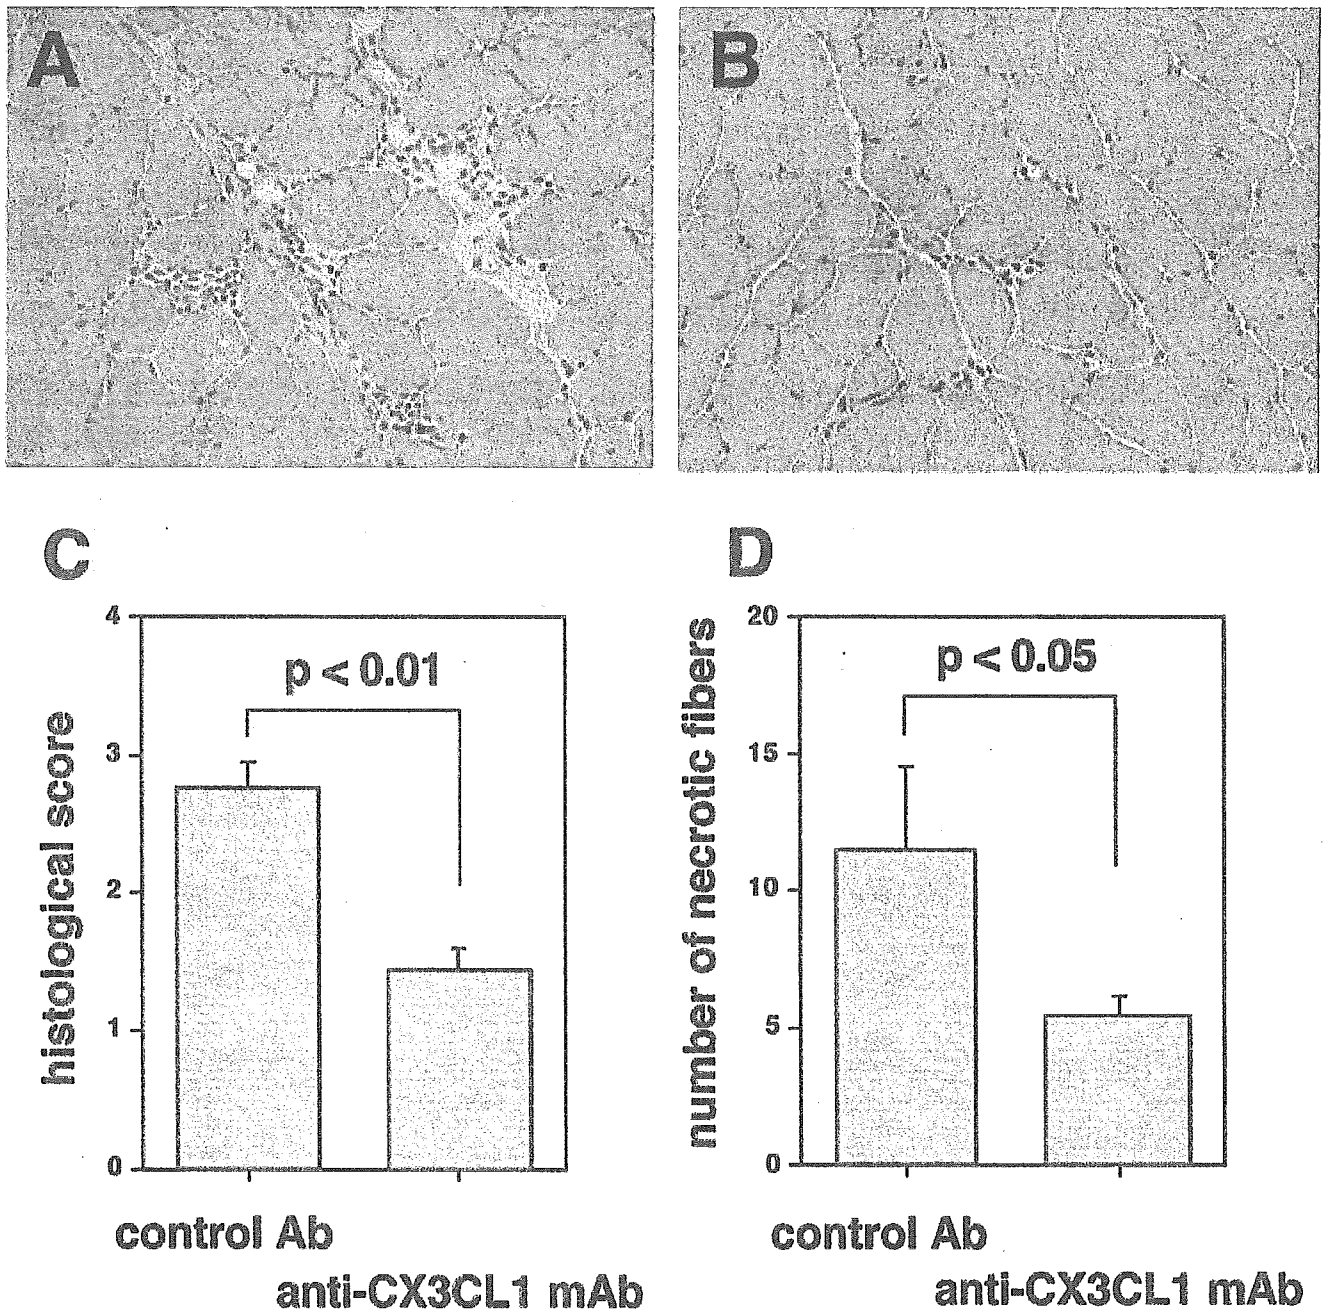 A
B
C
4
3
2
1
0
histological score
p < 0.01
control Ab
anti-CX3CL1 mAb
D
20
15
10
5
0
number of necrotic fibers
p < 0.05
control Ab
anti-CX3CL1 mAb